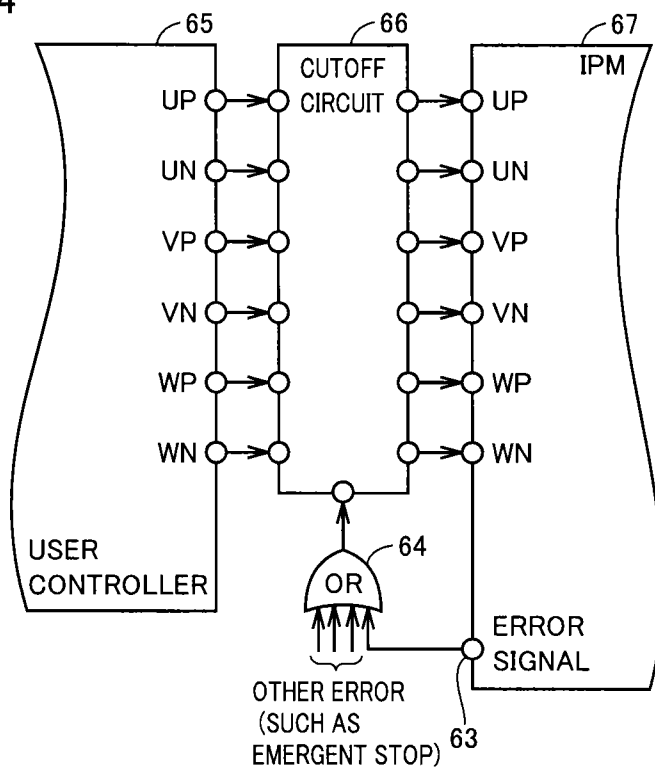 4
65
66
67
CUTOFF
CIRCUIT
IPM
UP
UP
UN
UN
VP
VP
VN
VN
WP
WP
WN
WN
USER
CONTROLLER
64
OR
ERROR
SIGNAL
63
OTHER ERROR
(SUCH AS
EMERGENT STOP)